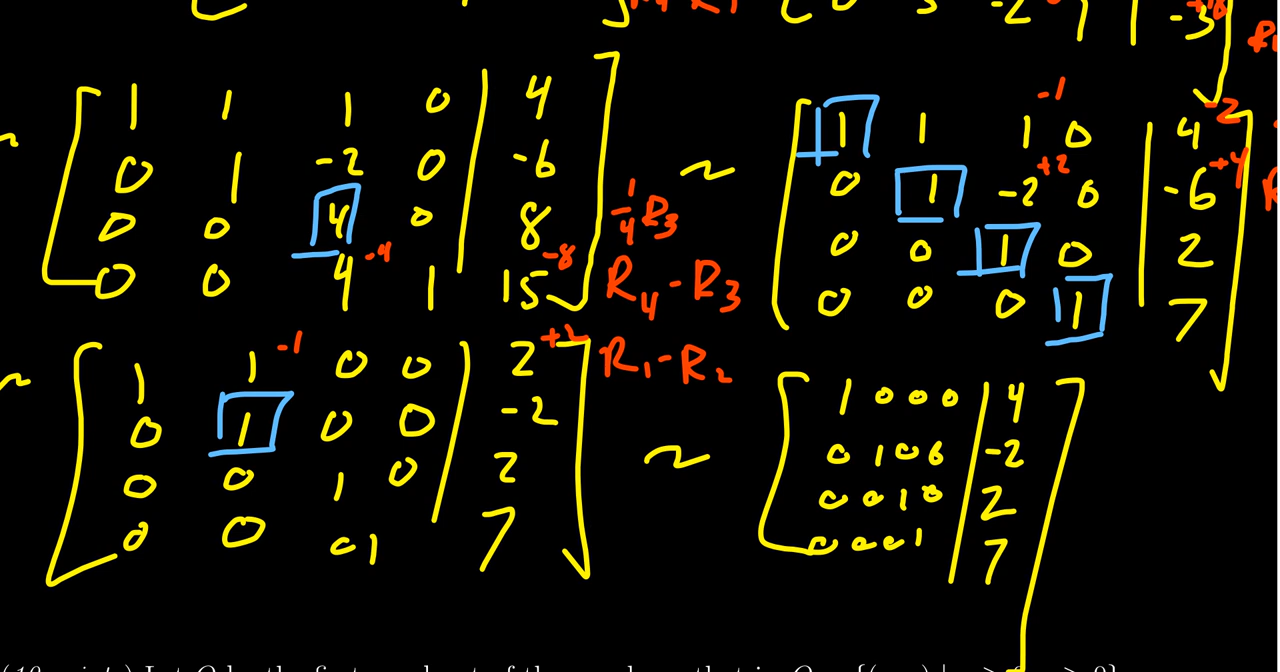 0 3 -2 1 | -3
~ [1 1 1 0 | 4] ~ [1 1 1 -1 0 | 4 -2]
[0 1 -2 0 | -6] [0 1 -2 +2 0 | -6 +4]
[0 0 4 0 | 8] 1/4 R3 [0 0 1 0 | 2]
[0 0 4 -4 1 | 15 -8] R4 - R3 [0 0 0 1 | 7]
~ [1 1 -1 0 0 | 2 +2] R1 - R2 ~ [1 0 0 0 | 4]
[0 1 0 0 | -2] [0 1 0 0 | -2]
[0 0 1 0 | 2] [0 0 1 0 | 2]
[0 0 0 1 | 7] [0 0 0 1 | 7]